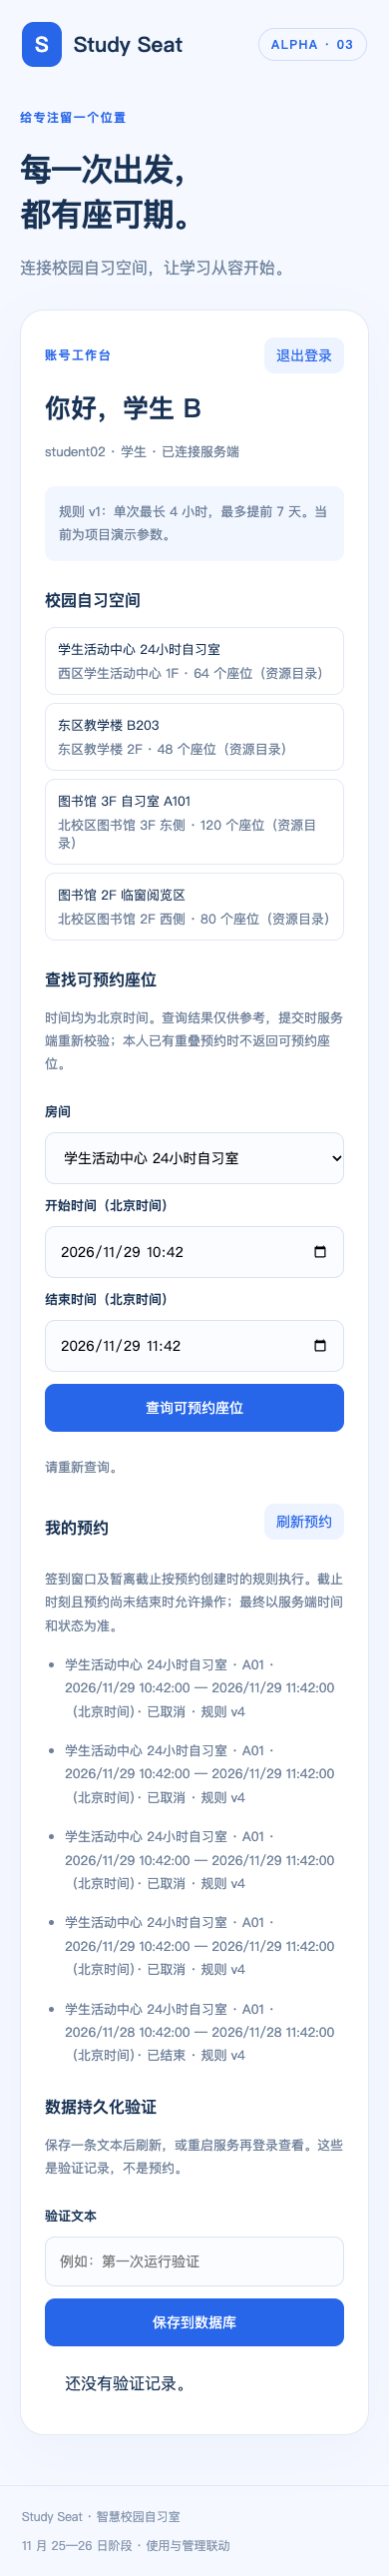 S Study Seat ALPHA · 03
给专注留一个位置
每一次出发，
都有座可期。
连接校园自习空间，让学习从容开始。
账号工作台 退出登录
你好，学生 B
student02 · 学生 · 已连接服务端
规则 v1：单次最长 4 小时，最多提前 7 天。当
前为项目演示参数。
校园自习空间
学生活动中心 24小时自习室
西区学生活动中心 1F · 64 个座位（资源目录）
东区教学楼 B203
东区教学楼 2F · 48 个座位（资源目录）
图书馆 3F 自习室 A101
北校区图书馆 3F 东侧 · 120 个座位（资源目
录）
图书馆 2F 临窗阅览区
北校区图书馆 2F 西侧 · 80 个座位（资源目录）
查找可预约座位
时间均为北京时间。查询结果仅供参考，提交时服务
端重新校验；本人已有重叠预约时不返回可预约座
位。
房间
学生活动中心 24小时自习室
开始时间（北京时间）
2026/11/29 10:42
结束时间（北京时间）
2026/11/29 11:42
查询可预约座位
请重新查询。
我的预约 刷新预约
签到窗口及暂离截止按预约创建时的规则执行。截止
时刻且预约尚未结束时允许操作；最终以服务端时间
和状态为准。
• 学生活动中心 24小时自习室 · A01 ·
2026/11/29 10:42:00 — 2026/11/29 11:42:00
（北京时间）· 已取消 · 规则 v4
• 学生活动中心 24小时自习室 · A01 ·
2026/11/29 10:42:00 — 2026/11/29 11:42:00
（北京时间）· 已取消 · 规则 v4
• 学生活动中心 24小时自习室 · A01 ·
2026/11/29 10:42:00 — 2026/11/29 11:42:00
（北京时间）· 已取消 · 规则 v4
• 学生活动中心 24小时自习室 · A01 ·
2026/11/29 10:42:00 — 2026/11/29 11:42:00
（北京时间）· 已取消 · 规则 v4
• 学生活动中心 24小时自习室 · A01 ·
2026/11/28 10:42:00 — 2026/11/28 11:42:00
（北京时间）· 已结束 · 规则 v4
数据持久化验证
保存一条文本后刷新，或重启服务再登录查看。这些
是验证记录，不是预约。
验证文本
例如：第一次运行验证
保存到数据库
还没有验证记录。
Study Seat · 智慧校园自习室
11 月 25—26 日阶段 · 使用与管理联动